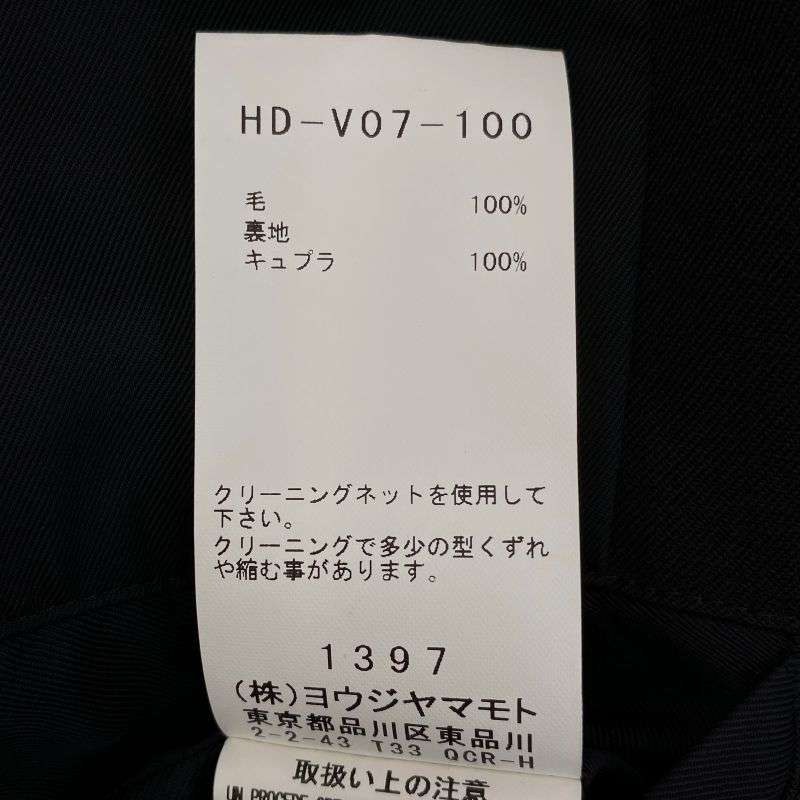 HD-V07-100
毛 100%
裏地
キュプラ 100%
クリーニングネットを使用して
下さい。
クリーニングで多少の型くずれ
や縮む事があります。
1397
(株)ヨウジヤマモト
東京都品川区東品川
2-2-43 T33 QCR-H
取扱い上の注意
UN PROCEDE